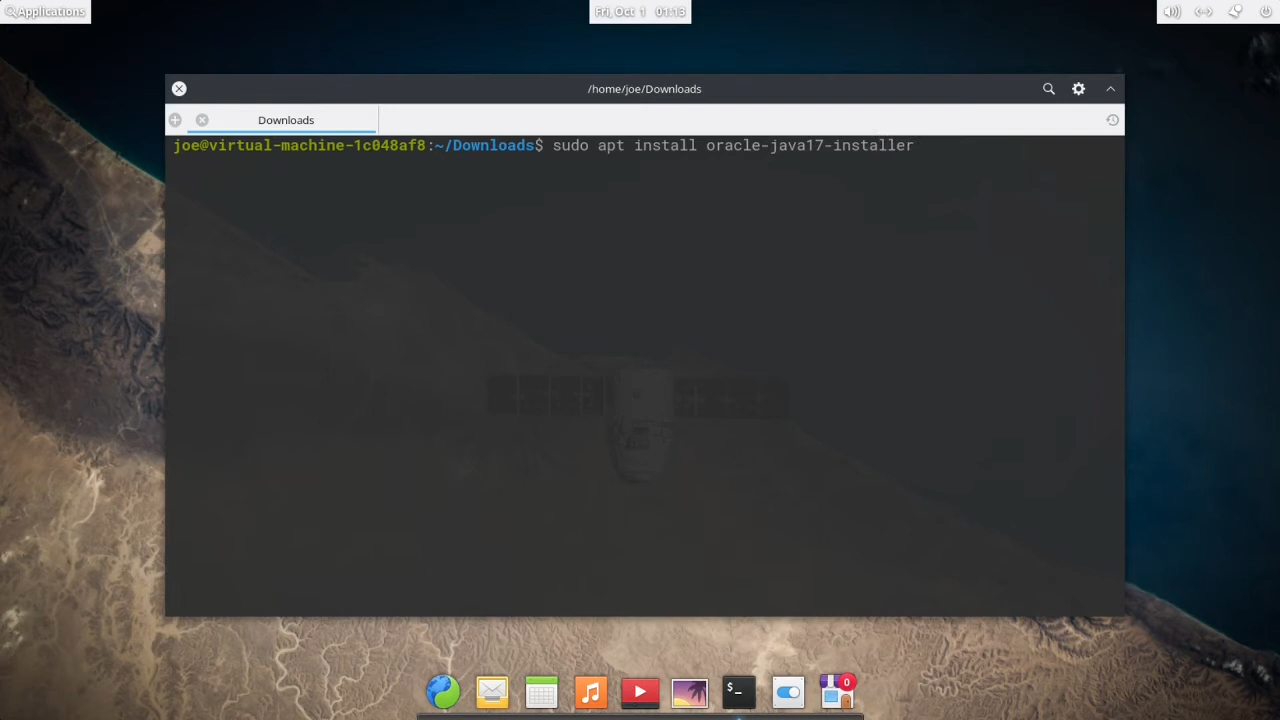 Applications
Fri, Oct 1 01:13
/home/joe/Downloads
Downloads
joe@virtual-machine-1c048af8:~/Downloads$ sudo apt install oracle-java17-installer
$_
0